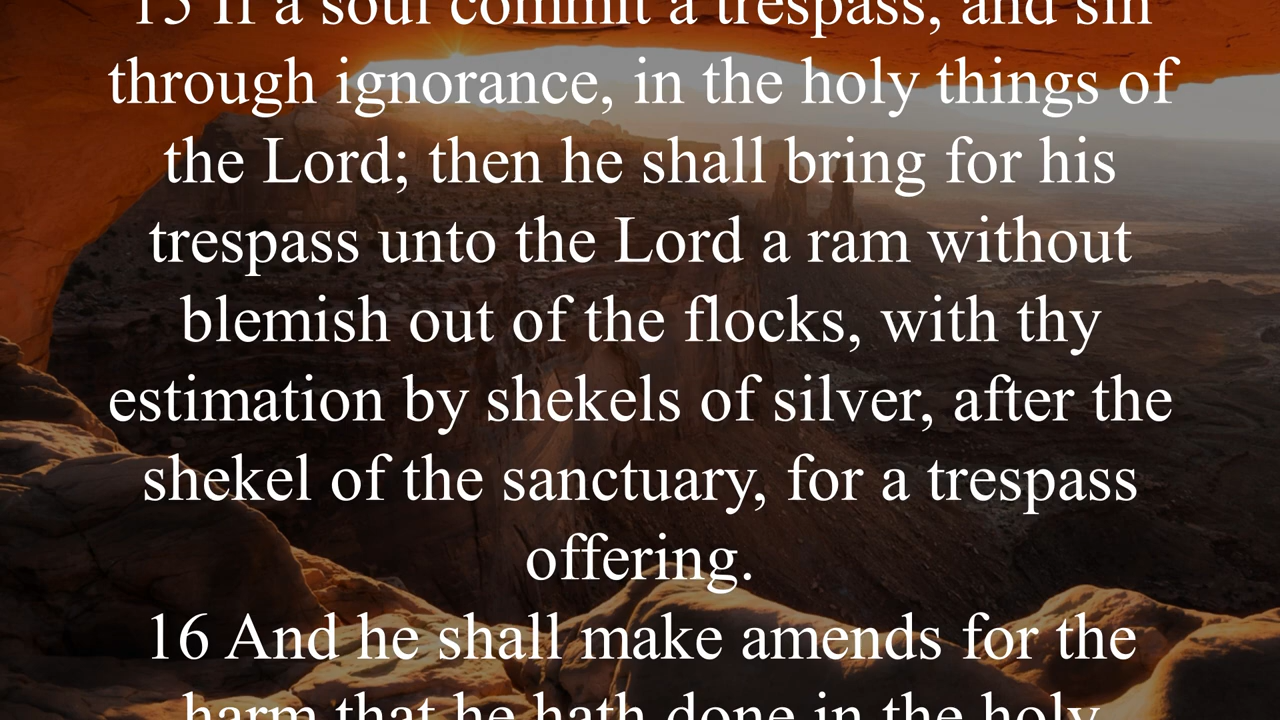 15 If a soul commit a trespass, and sin
through ignorance, in the holy things of
the Lord; then he shall bring for his
trespass unto the Lord a ram without
blemish out of the flocks, with thy
estimation by shekels of silver, after the
shekel of the sanctuary, for a trespass
offering.
16 And he shall make amends for the
harm that he hath done in the holy